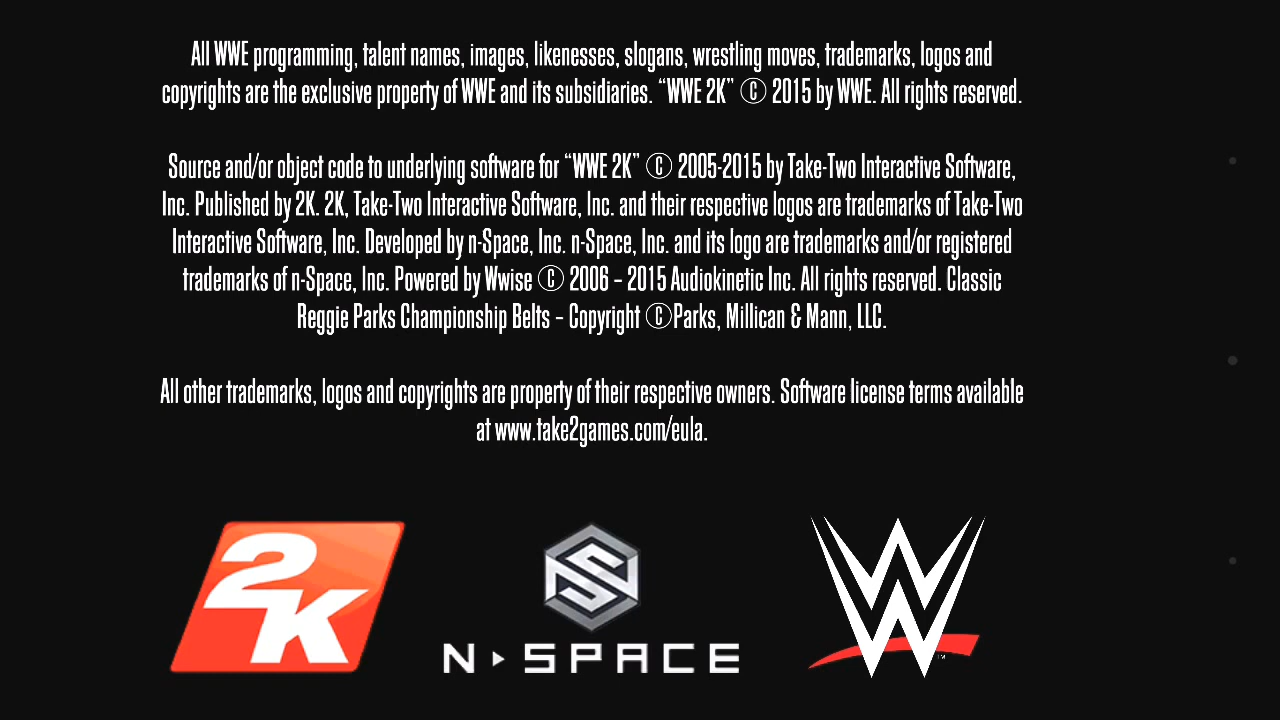 All WWE programming, talent names, images, likenesses, slogans, wrestling moves, trademarks, logos and
copyrights are the exclusive property of WWE and its subsidiaries. “WWE 2K” © 2015 by WWE. All rights reserved.
Source and/or object code to underlying software for “WWE 2K” © 2005-2015 by Take-Two Interactive Software,
Inc. Published by 2K. 2K, Take-Two Interactive Software, Inc. and their respective logos are trademarks of Take-Two
Interactive Software, Inc. Developed by n-Space, Inc. n-Space, Inc. and its logo are trademarks and/or registered
trademarks of n-Space, Inc. Powered by Wwise © 2006 – 2015 Audiokinetic Inc. All rights reserved. Classic
Reggie Parks Championship Belts – Copyright ©Parks, Millican & Mann, LLC.
All other trademarks, logos and copyrights are property of their respective owners. Software license terms available
at www.take2games.com/eula.
2K
N▸SPACE
W
TM